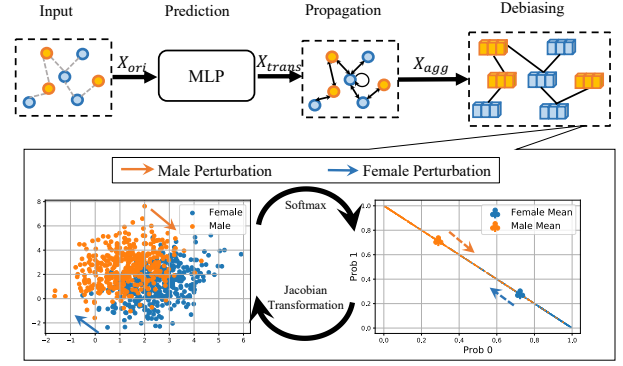 Input
Prediction
Propagation
Debiasing
X_ori
MLP
X_trans
X_agg
Male Perturbation
Female Perturbation
Female
Male
8
6
4
2
0
−2
−2
−1
0
1
2
3
4
5
6
Softmax
Jacobian
Transformation
Female Mean
Male Mean
Prob 1
1.0
0.8
0.6
0.4
0.2
0.0
0.0
0.2
0.4
0.6
0.8
1.0
Prob 0